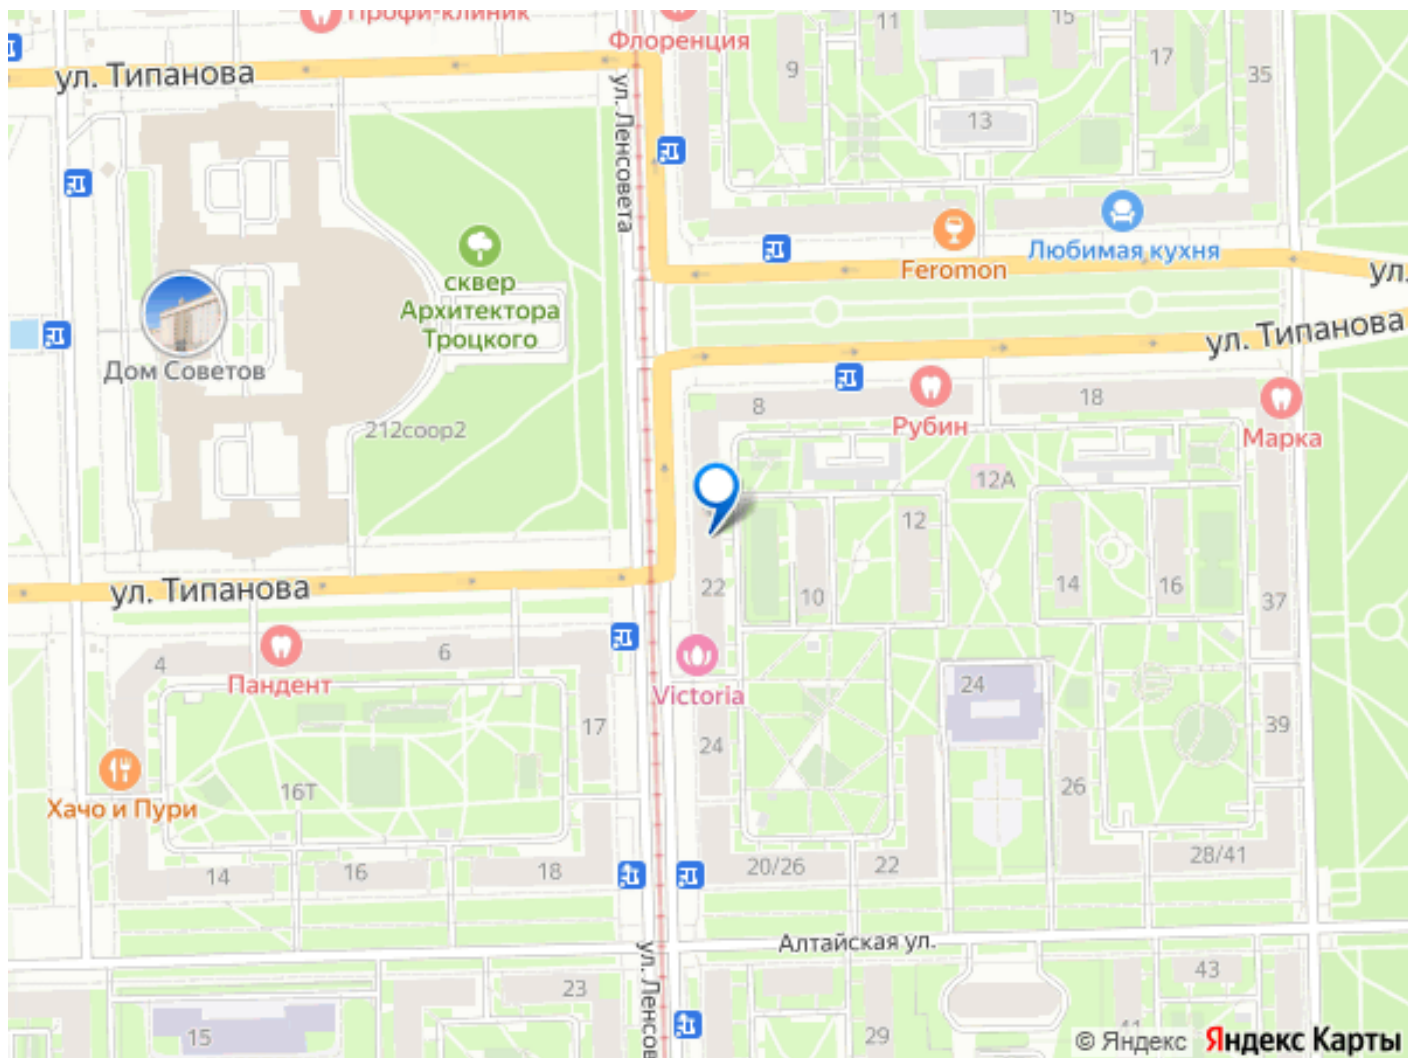 Профи-клиник
Флоренция
11
15
17
35
9
13
ул. Типанова
ул. Ленсовета
сквер
Архитектора
Троцкого
Дом Советов
212соор2
Feromon
Любимая кухня
ул.
ул. Типанова
8
Рубин
18
Марка
12А
12
10
14
16
37
22
ул. Типанова
4
6
Пандент
17
Victoria
24
24
39
26
Хачо и Пури
16Т
14
16
18
20/26
22
28/41
Алтайская ул.
ул. Ленсов
23
15
29
43
41
© Яндекс Яндекс Карты